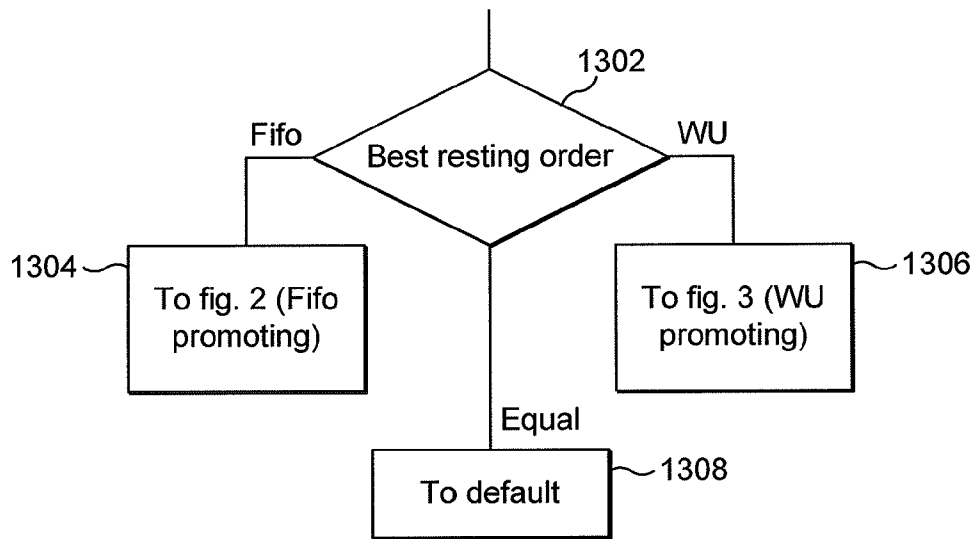 1302
Fifo
WU
Best resting order
1304
1306
To fig. 2 (Fifo
promoting)
To fig. 3 (WU
promoting)
Equal
1308
To default